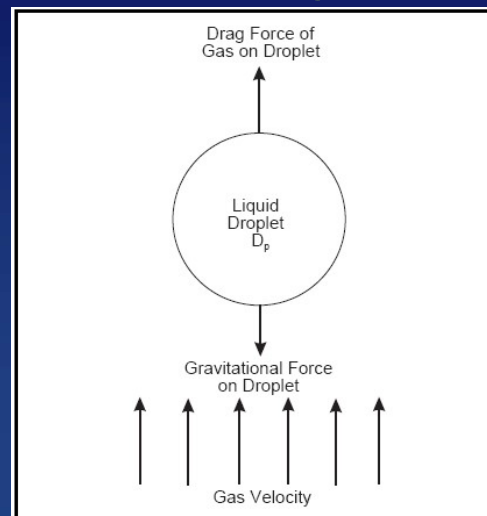 Drag Force of
Gas on Droplet
Liquid
Droplet
Dₚ
Gravitational Force
on Droplet
Gas Velocity